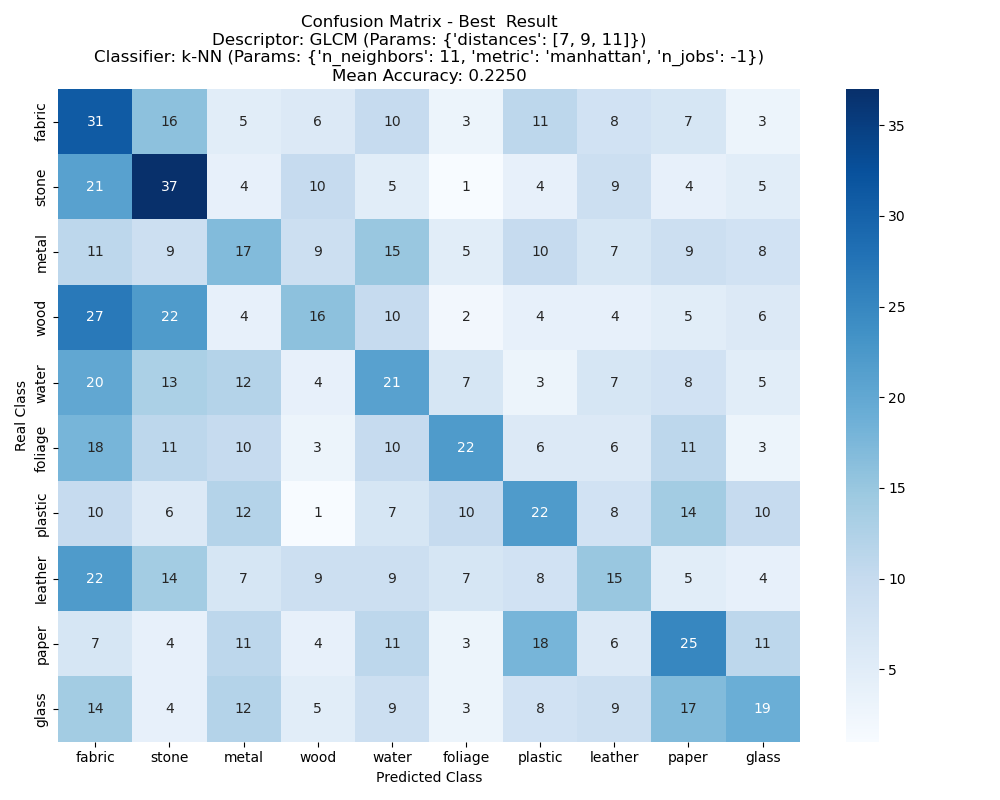 Confusion Matrix - Best  Result
Descriptor: GLCM (Params: {'distances': [7, 9, 11]})
Classifier: k-NN (Params: {'n_neighbors': 11, 'metric': 'manhattan', 'n_jobs': -1})
Mean Accuracy: 0.2250
Real Class
fabric 31 16 5 6 10 3 11 8 7 3
stone 21 37 4 10 5 1 4 9 4 5
metal 11 9 17 9 15 5 10 7 9 8
wood 27 22 4 16 10 2 4 4 5 6
water 20 13 12 4 21 7 3 7 8 5
foliage 18 11 10 3 10 22 6 6 11 3
plastic 10 6 12 1 7 10 22 8 14 10
leather 22 14 7 9 9 7 8 15 5 4
paper 7 4 11 4 11 3 18 6 25 11
glass 14 4 12 5 9 3 8 9 17 19
fabric stone metal wood water foliage plastic leather paper glass
Predicted Class
35
30
25
20
15
10
5